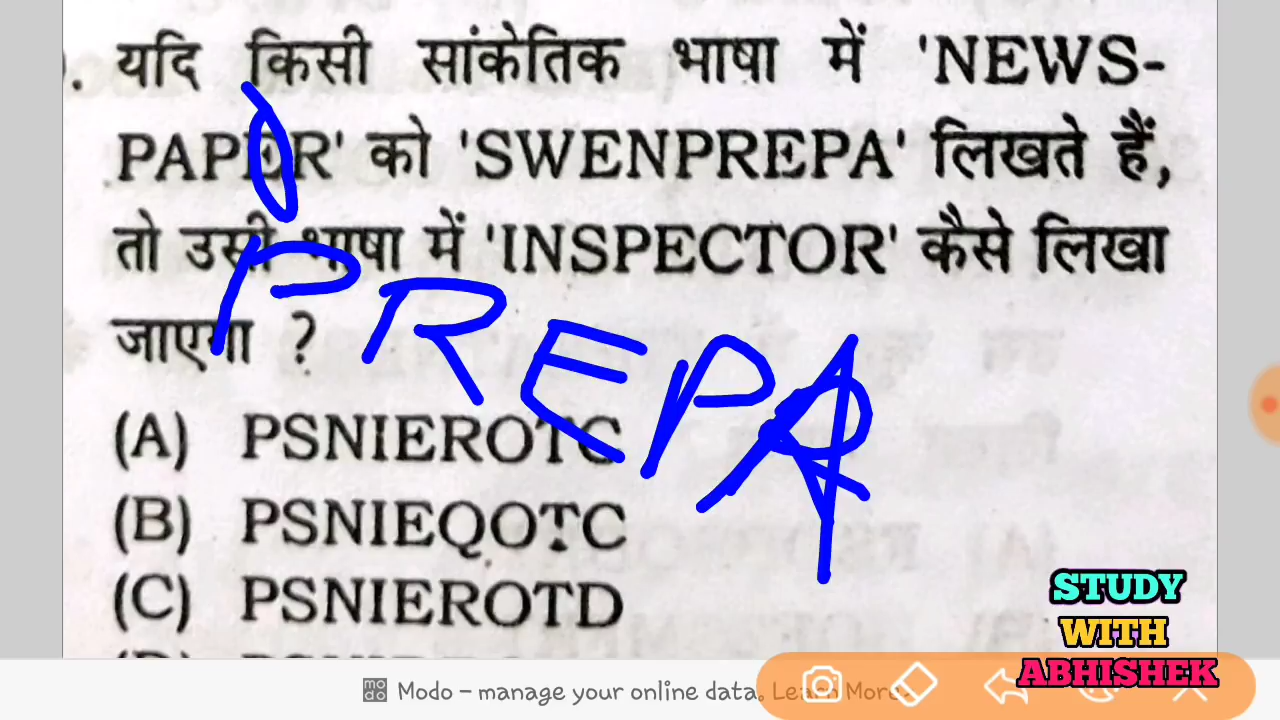 . यदि किसी सांकेतिक भाषा में 'NEWS-
PAPER' को 'SWENPREPA' लिखते हैं,
तो उसी भाषा में 'INSPECTOR' कैसे लिखा
जाएगा ?
PREPA
(A) PSNIEROTC
(B) PSNIEQOTC
(C) PSNIEROTD
STUDY
WITH
ABHISHEK
Modo – manage your online data. Learn More